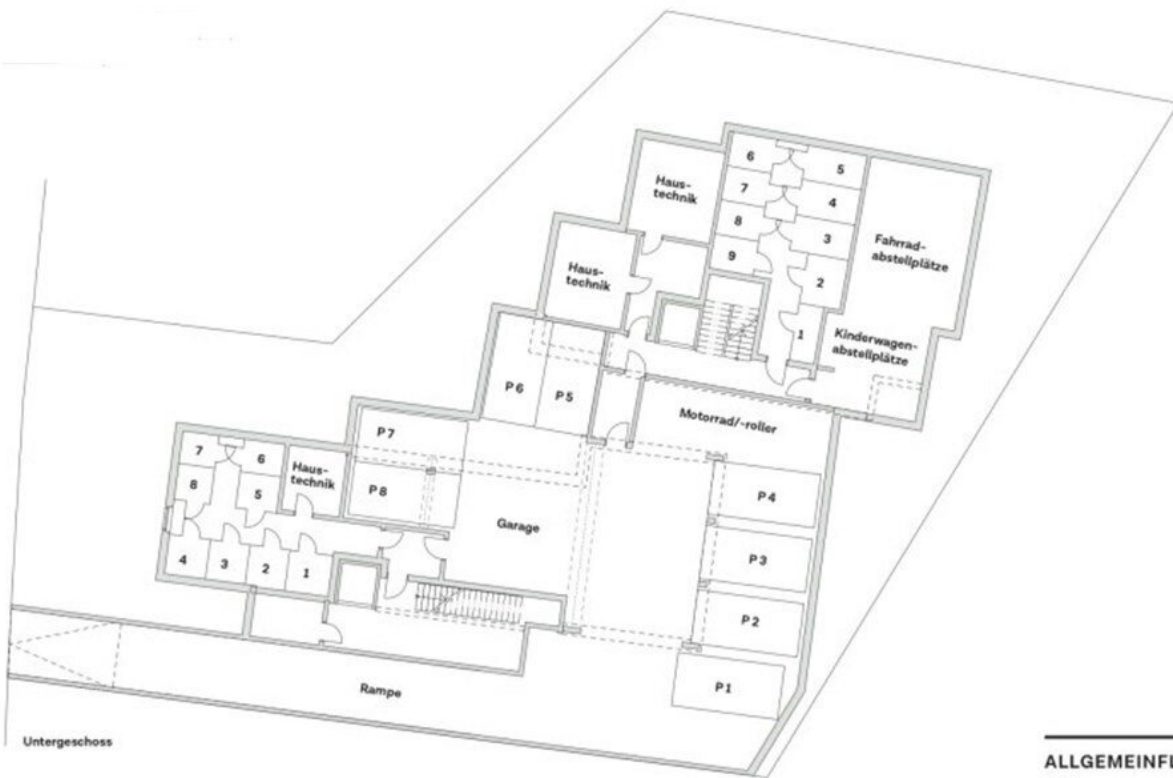 Haus-
technik
6
5
7
4
8
3
9
2
1
Fahrrad-
abstellplätze
Haus-
technik
Kinderwagen-
abstellplätze
P 6
P 5
Motorrad/-roller
P 7
P 8
Garage
P 4
P 3
P 2
P 1
7
6
8
5
Haus-
technik
4
3
2
1
Rampe
Untergeschoss